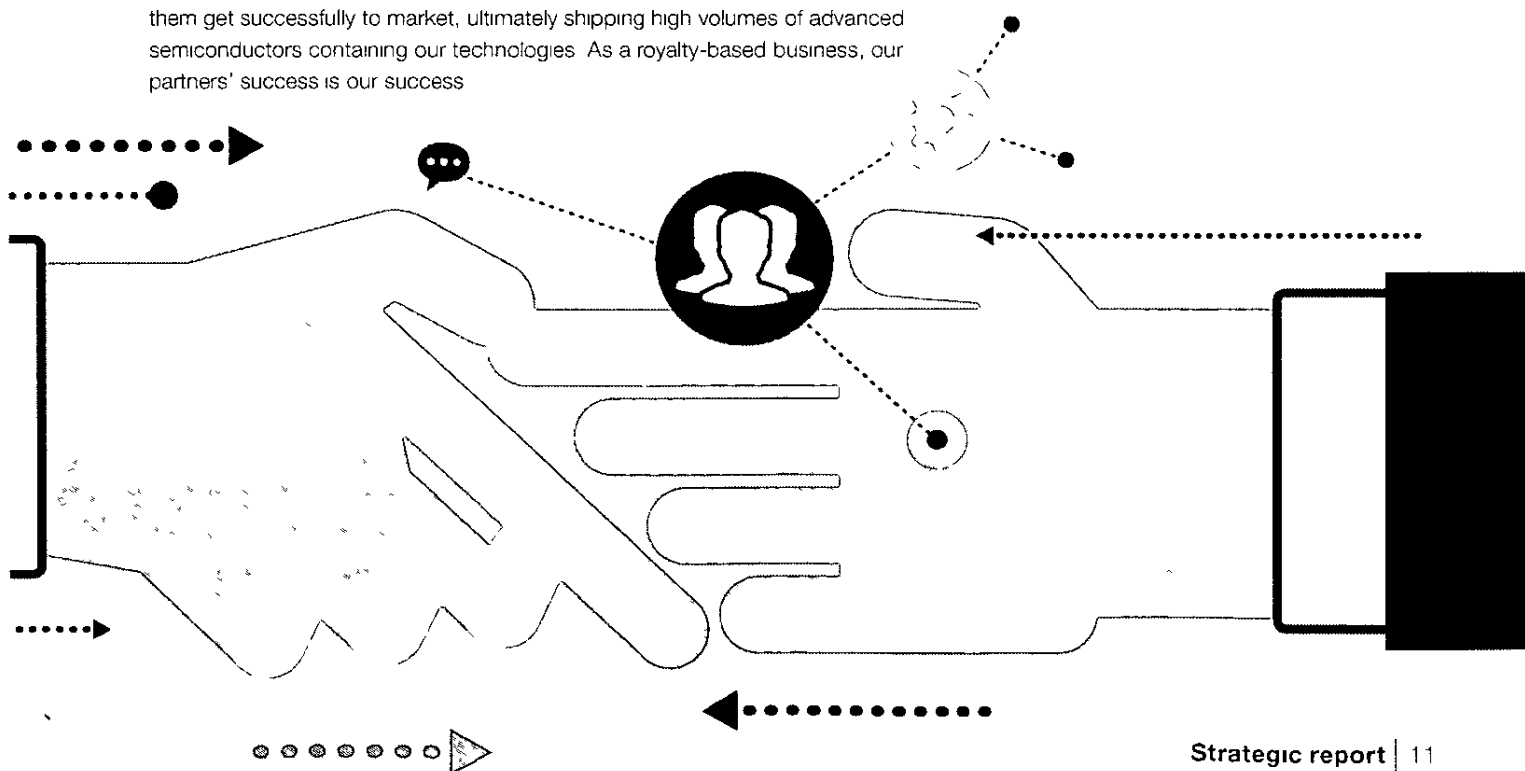 them get successfully to market, ultimately shipping high volumes of advanced
semiconductors containing our technologies As a royalty-based business, our
partners' success is our success
Strategic report | 11